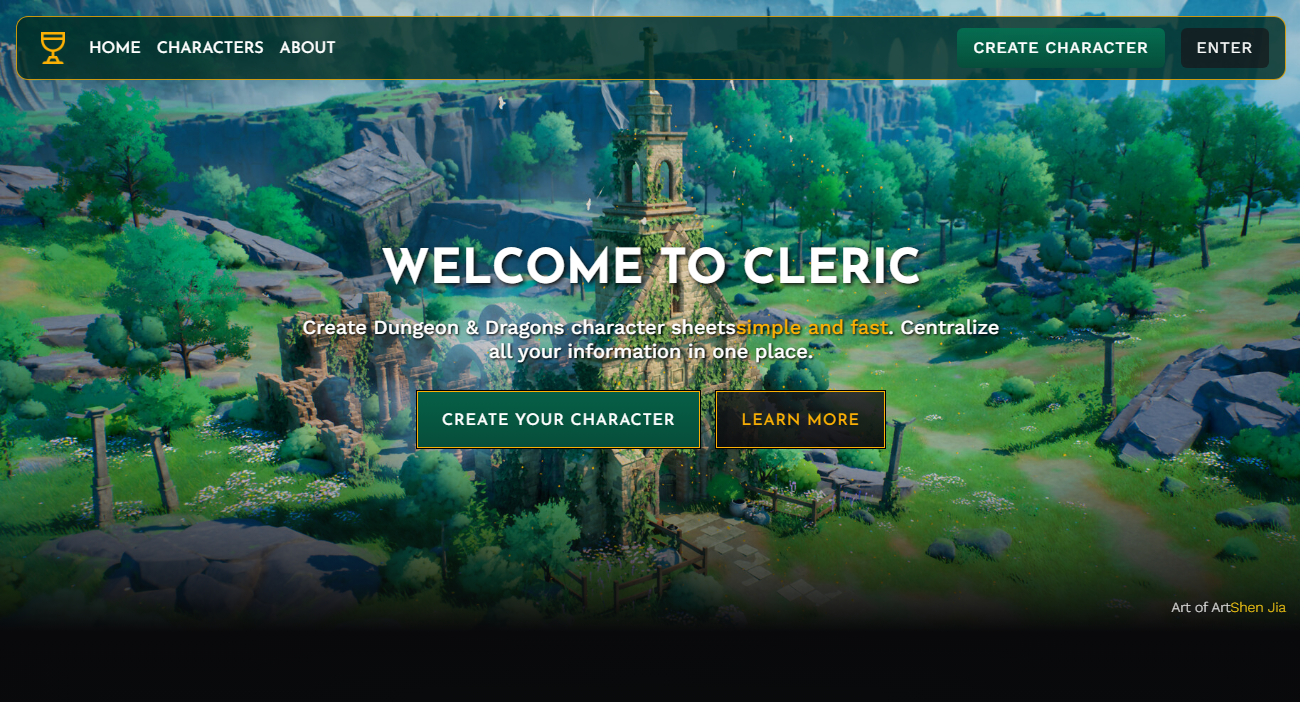 HOME CHARACTERS ABOUT CREATE CHARACTER ENTER
WELCOME TO CLERIC
Create Dungeon & Dragons character sheetssimple and fast. Centralize
all your information in one place.
CREATE YOUR CHARACTER LEARN MORE
Art of ArtShen Jia